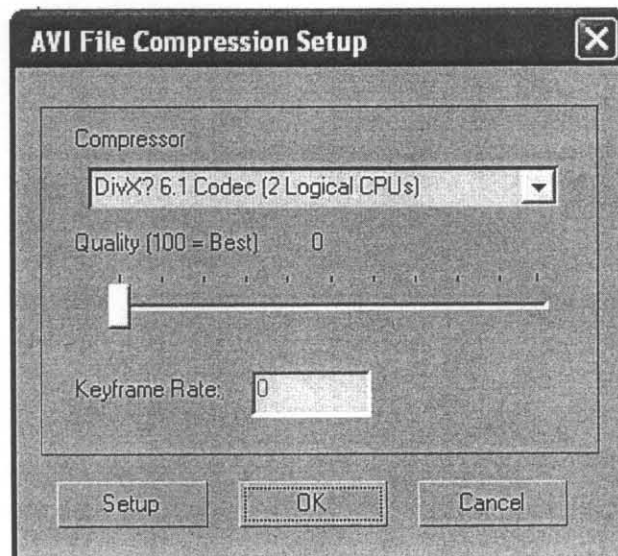 AVI File Compression Setup
Compressor
DivX? 6.1 Codec (2 Logical CPUs)
Quality (100 = Best) 0
Keyframe Rate: 0
Setup OK Cancel